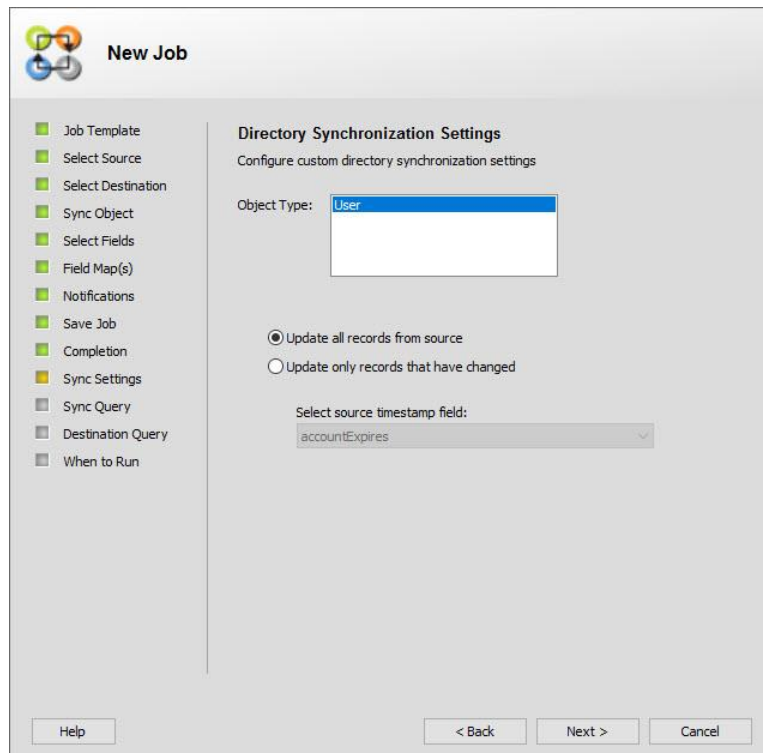 New Job
Job Template
Select Source
Select Destination
Sync Object
Select Fields
Field Map(s)
Notifications
Save Job
Completion
Sync Settings
Sync Query
Destination Query
When to Run
Directory Synchronization Settings
Configure custom directory synchronization settings
Object Type:
User
Update all records from source
Update only records that have changed
Select source timestamp field:
accountExpires
Help
< Back
Next >
Cancel